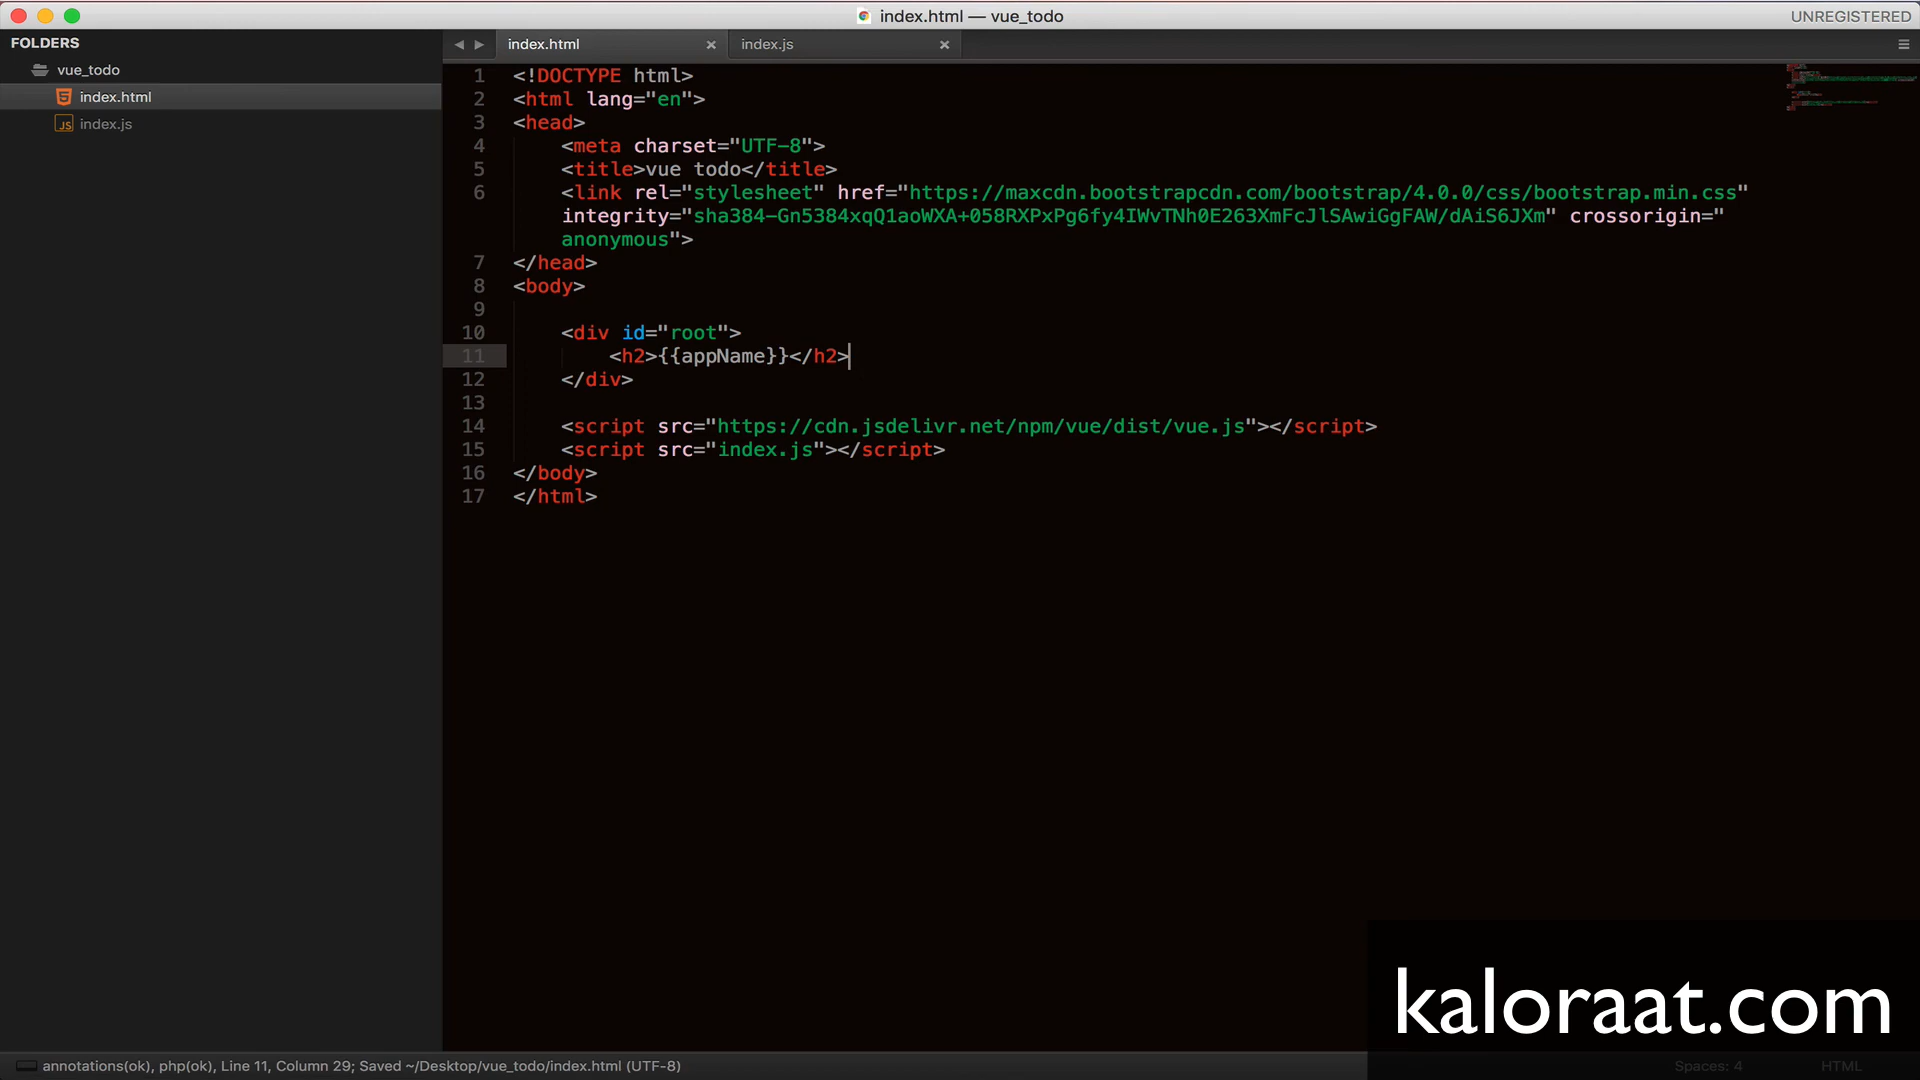 index.html — vue_todo
UNREGISTERED
FOLDERS
vue_todo
index.html
index.js
index.html
index.js
1 <!DOCTYPE html>
2 <html lang="en">
3 <head>
4 <meta charset="UTF-8">
5 <title>vue todo</title>
6 <link rel="stylesheet" href="https://maxcdn.bootstrapcdn.com/bootstrap/4.0.0/css/bootstrap.min.css"
integrity="sha384-Gn5384xqQ1aoWXA+058RXPxPg6fy4IWvTNh0E263XmFcJlSAwiGgFAW/dAiS6JXm" crossorigin="
anonymous">
7 </head>
8 <body>
9
10 <div id="root">
11 <h2>{{appName}}</h2>
12 </div>
13
14 <script src="https://cdn.jsdelivr.net/npm/vue/dist/vue.js"></script>
15 <script src="index.js"></script>
16 </body>
17 </html>
kaloraat.com
annotations(ok), php(ok), Line 11, Column 29; Saved ~/Desktop/vue_todo/index.html (UTF-8)
Spaces: 4
HTML